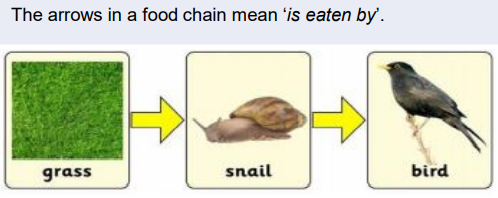 The arrows in a food chain mean ‘is eaten by’.
grass
snail
bird